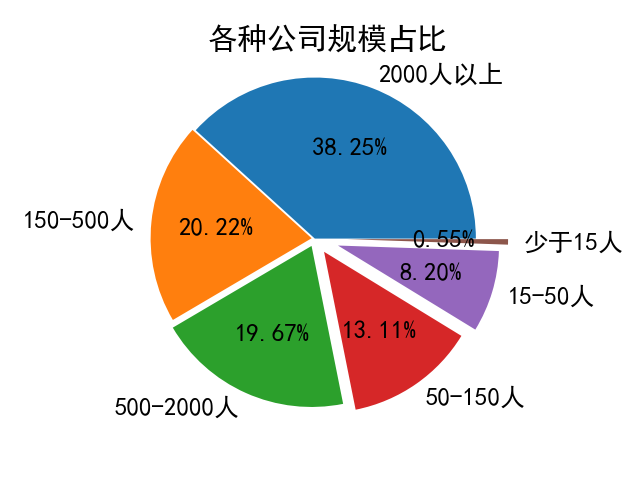 各种公司规模占比
2000人以上
38.25%
150-500人
20.22%
0.55%
少于15人
8.20%
15-50人
19.67%
13.11%
50-150人
500-2000人